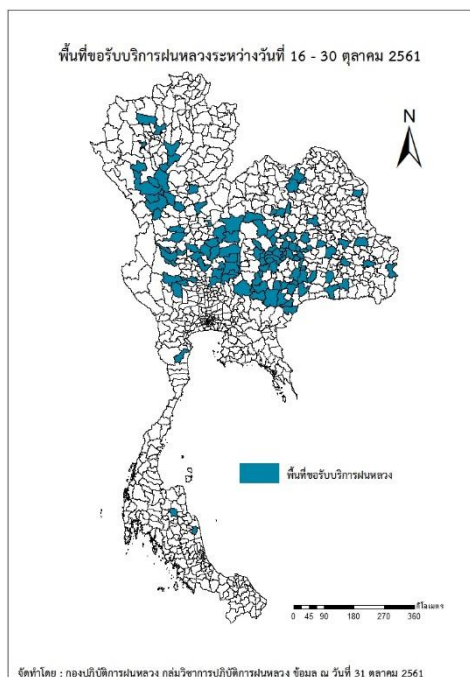 พื้นที่ขอรับบริการฝนหลวงระหว่างวันที่ 16 - 30 ตุลาคม 2561
N
พื้นที่ขอรับบริการฝนหลวง
กิโลเมตร
0 45 90 180 270 360
จัดทำโดย : กองปฏิบัติการฝนหลวง กลุ่มวิชาการปฏิบัติการฝนหลวง ข้อมูล ณ วันที่ 31 ตุลาคม 2561